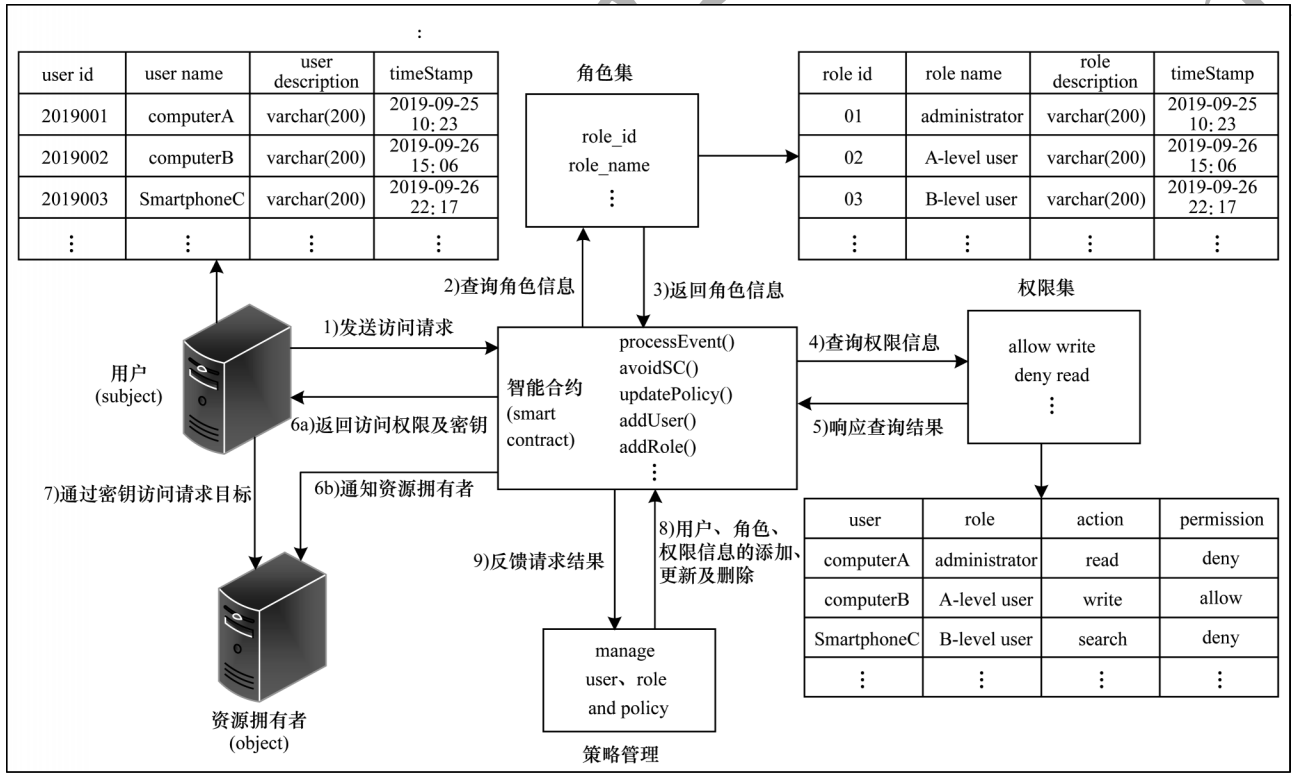 :
user id user name user description timeStamp
2019001 computerA varchar(200) 2019-09-25 10:23
2019002 computerB varchar(200) 2019-09-26 15:06
2019003 SmartphoneC varchar(200) 2019-09-26 22:17
⋮ ⋮ ⋮ ⋮
角色集
role_id
role_name
⋮
role id role name role description timeStamp
01 administrator varchar(200) 2019-09-25 10:23
02 A-level user varchar(200) 2019-09-26 15:06
03 B-level user varchar(200) 2019-09-26 22:17
⋮ ⋮ ⋮ ⋮
2)查询角色信息
3)返回角色信息
权限集
1)发送访问请求
用户
(subject)
智能合约
(smart
contract)
processEvent()
avoidSC()
updatePolicy()
addUser()
addRole()
⋮
4)查询权限信息
allow write
deny read
⋮
6a)返回访问权限及密钥
5)响应查询结果
7)通过密钥访问请求目标
6b)通知资源拥有者
9)反馈请求结果
8)用户、角色、
权限信息的添加、
更新及删除
user role action permission
computerA administrator read deny
computerB A-level user write allow
SmartphoneC B-level user search deny
⋮ ⋮ ⋮ ⋮
manage
user、role
and policy
资源拥有者
(object)
策略管理